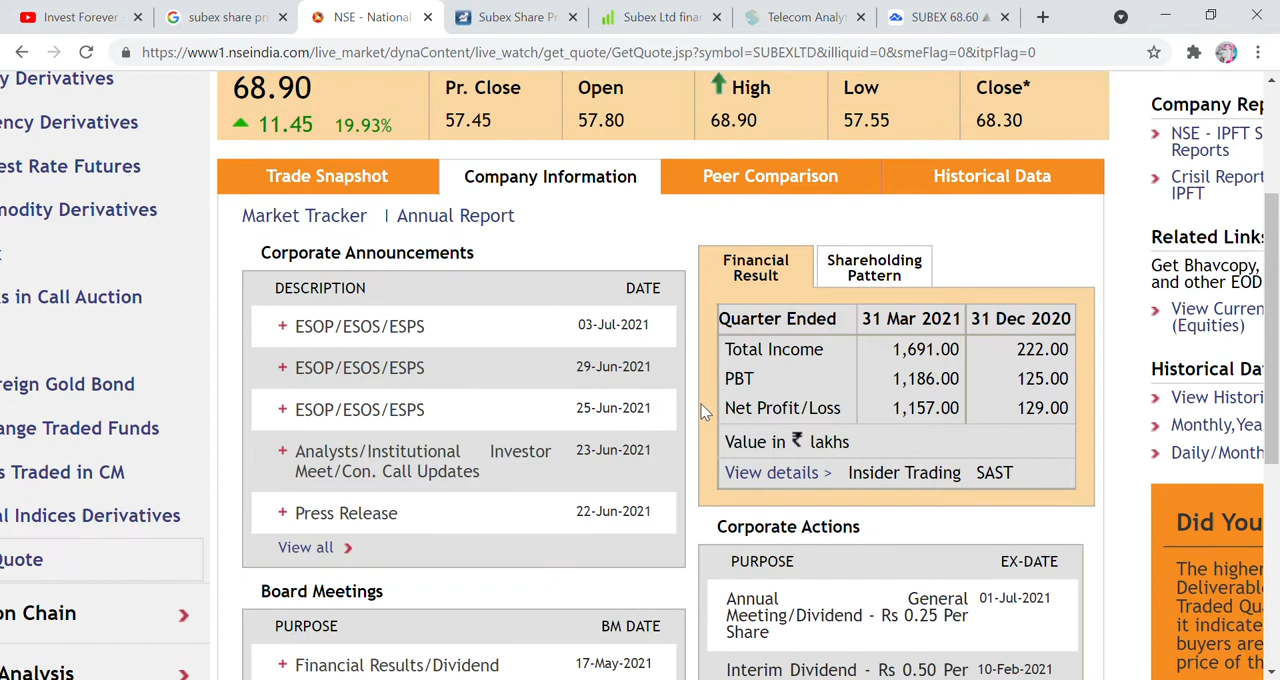 Invest Forever
subex share pri
NSE - National
Subex Share Pr
Subex Ltd finan
Telecom Analyt
SUBEX 68.60
https://www1.nseindia.com/live_market/dynaContent/live_watch/get_quote/GetQuote.jsp?symbol=SUBEXLTD&illiquid=0&smeFlag=0&itpFlag=0
y Derivatives
ency Derivatives
est Rate Futures
modity Derivatives
s in Call Auction
reign Gold Bond
ange Traded Funds
s Traded in CM
al Indices Derivatives
Quote
on Chain
Analysis
68.90
11.45 19.93%
Pr. Close
57.45
Open
57.80
High
68.90
Low
57.55
Close*
68.30
Trade Snapshot
Company Information
Peer Comparison
Historical Data
Market Tracker | Annual Report
Corporate Announcements
DESCRIPTION DATE
+ ESOP/ESOS/ESPS 03-Jul-2021
+ ESOP/ESOS/ESPS 29-Jun-2021
+ ESOP/ESOS/ESPS 25-Jun-2021
+ Analysts/Institutional Investor 23-Jun-2021
Meet/Con. Call Updates
+ Press Release 22-Jun-2021
View all
Board Meetings
PURPOSE BM DATE
+ Financial Results/Dividend 17-May-2021
Financial
Result
Shareholding
Pattern
Quarter Ended 31 Mar 2021 31 Dec 2020
Total Income 1,691.00 222.00
PBT 1,186.00 125.00
Net Profit/Loss 1,157.00 129.00
Value in ₹ lakhs
View details > Insider Trading SAST
Corporate Actions
PURPOSE EX-DATE
Annual General 01-Jul-2021
Meeting/Dividend - Rs 0.25 Per
Share
Interim Dividend - Rs 0.50 Per 10-Feb-2021
Company Rep
NSE - IPFT S
Reports
Crisil Report
IPFT
Related Links
Get Bhavcopy,
and other EOD
View Curren
(Equities)
Historical Da
View Histori
Monthly,Yea
Daily/Month
Did You
The higher
Deliverabl
Traded Qu
it indicate
buyers are
price of th